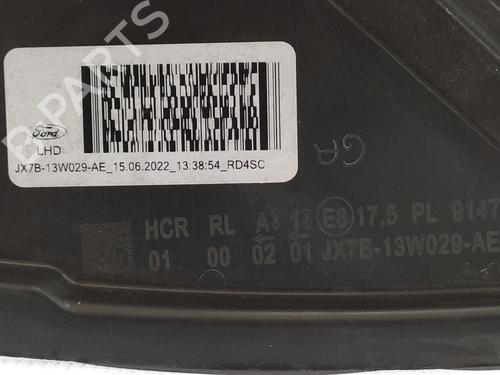 Ford
LHD
JX7B-13W029-AE_15.06.2022_13:38:54_RD4SC
GA
HCR RL A 1 E8 17,5 PL 9147
01 00 02 01 JX7B-13W029-AE
B-PARTS